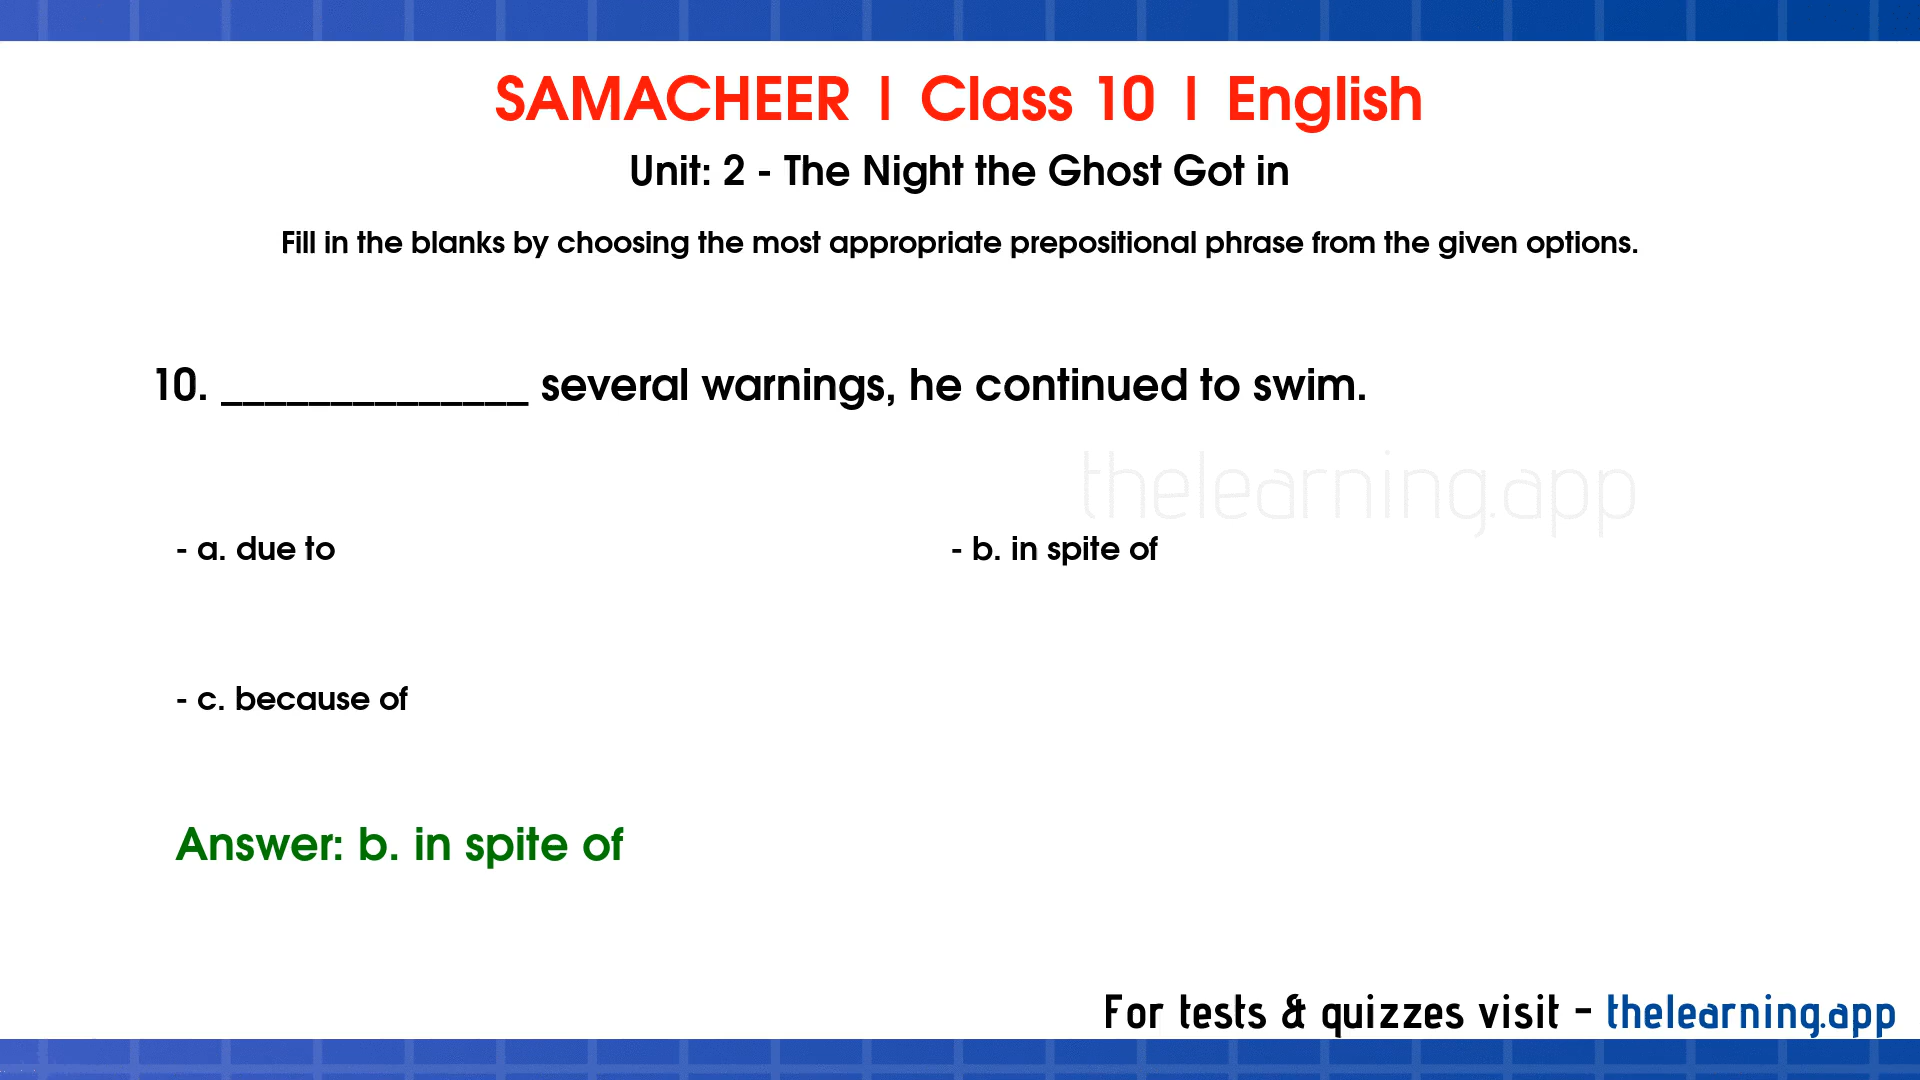 SAMACHEER | Class 10 | English
Unit: 2 - The Night the Ghost Got in
Fill in the blanks by choosing the most appropriate prepositional phrase from the given options.
10. ______________ several warnings, he continued to swim.
thelearning.app
- a. due to
- b. in spite of
- c. because of
Answer: b. in spite of
For tests & quizzes visit - thelearning.app